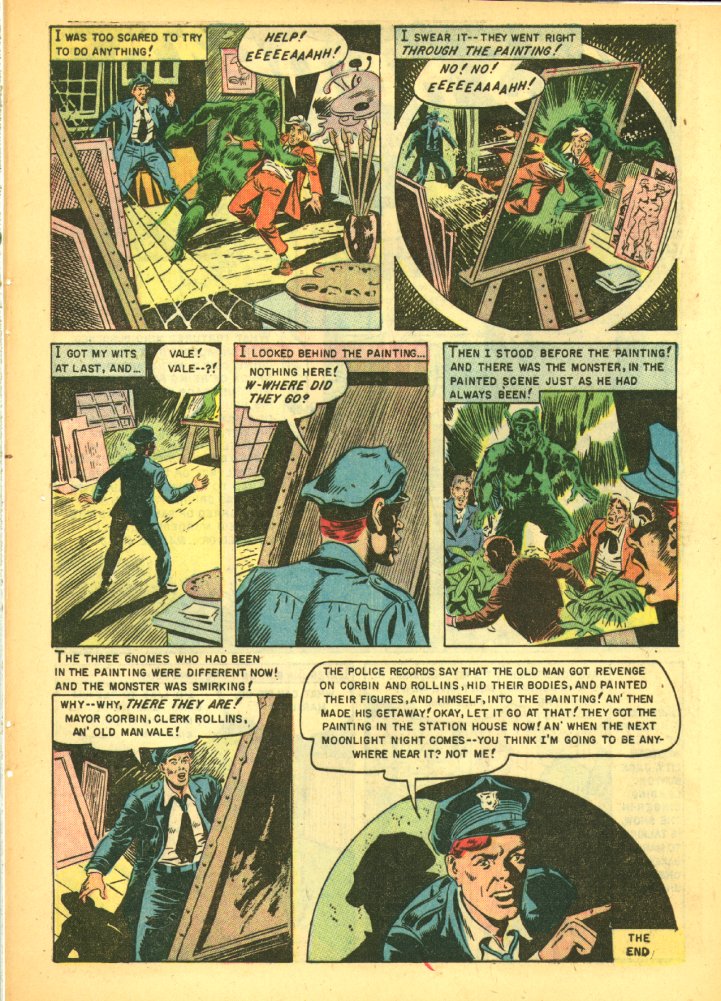 I WAS TOO SCARED TO TRY
TO DO ANYTHING!
HELP!
EEEEEAAAHH!
I SWEAR IT--THEY WENT RIGHT
THROUGH THE PAINTING!
NO! NO!
EEEEEAAAAHH!
I GOT MY WITS
AT LAST, AND...
VALE!
VALE--?!
I LOOKED BEHIND THE PAINTING...
NOTHING HERE!
W-WHERE DID
THEY GO?
THEN I STOOD BEFORE THE PAINTING!
AND THERE WAS THE MONSTER, IN THE
PAINTED SCENE JUST AS HE HAD
ALWAYS BEEN!
THE THREE GNOMES WHO HAD BEEN
IN THE PAINTING WERE DIFFERENT NOW!
AND THE MONSTER WAS SMIRKING!
WHY--WHY, THERE THEY ARE!
MAYOR CORBIN, CLERK ROLLINS,
AN' OLD MAN VALE!
THE POLICE RECORDS SAY THAT THE OLD MAN GOT REVENGE
ON CORBIN AND ROLLINS, HID THEIR BODIES, AND PAINTED
THEIR FIGURES, AND HIMSELF, INTO THE PAINTING! AN' THEN
MADE HIS GETAWAY! OKAY, LET IT GO AT THAT! THEY GOT THE
PAINTING IN THE STATION HOUSE NOW! AN' WHEN THE NEXT
MOONLIGHT NIGHT COMES--YOU THINK I'M GOING TO BE ANY-
WHERE NEAR IT? NOT ME!
THE
END